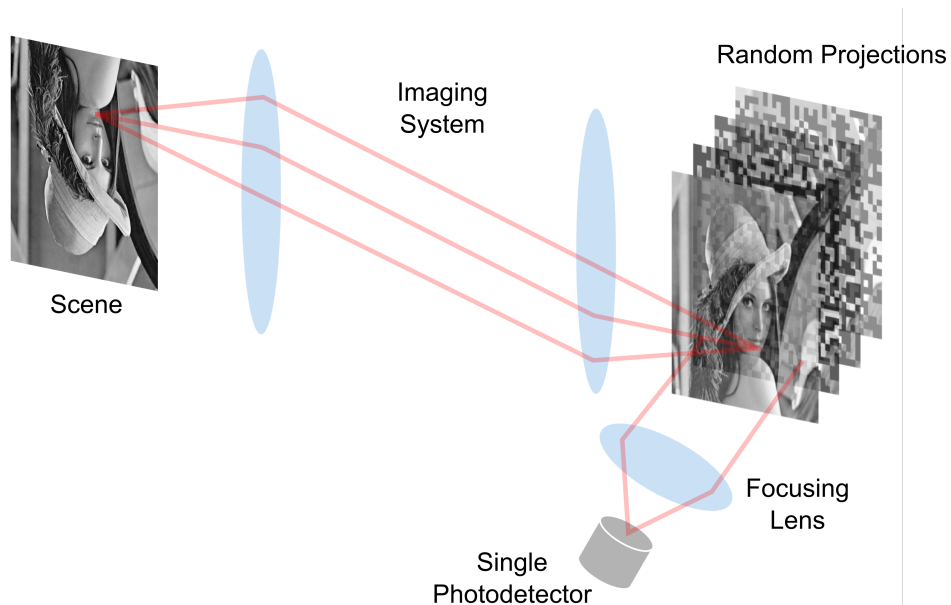 Random Projections
Imaging
System
Scene
Focusing
Lens
Single
Photodetector